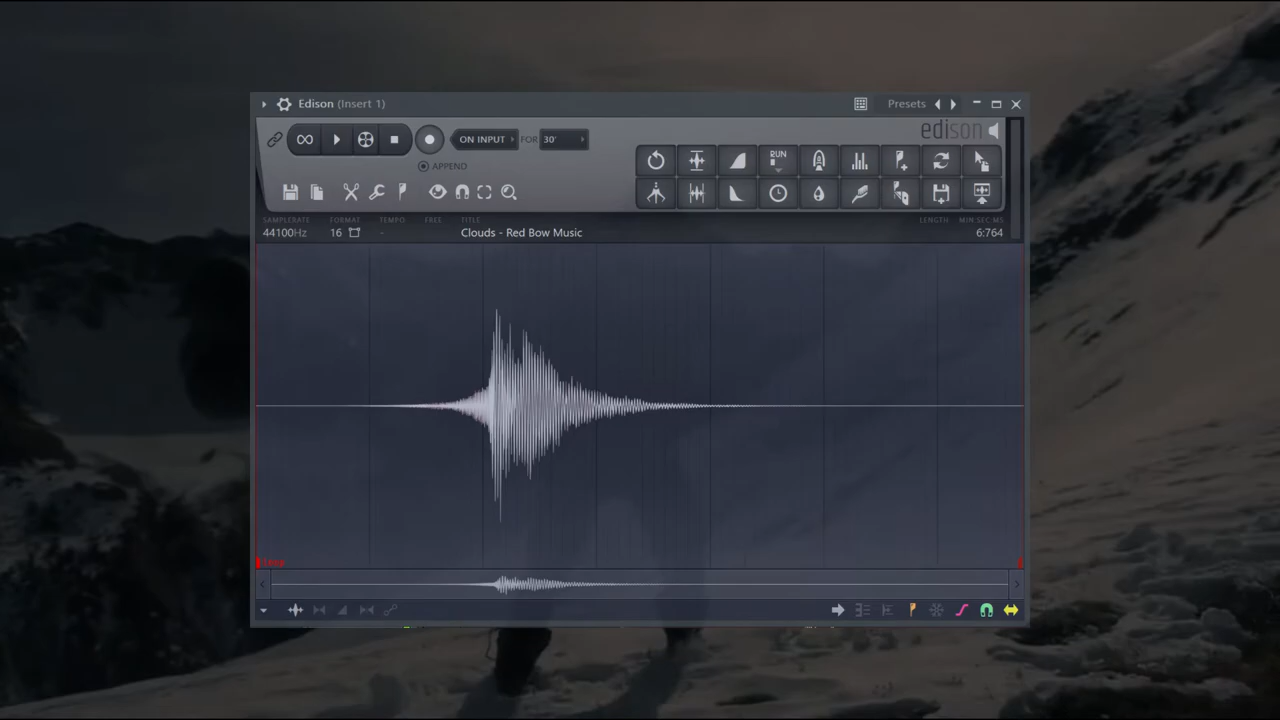 Edison (Insert 1)
Presets
edison
ON INPUT
FOR
30'
APPEND
RUN
SAMPLERATE
FORMAT
TEMPO
FREE
TITLE
LENGTH
MIN:SEC:MS
44100Hz
16
-
Clouds - Red Bow Music
6:764